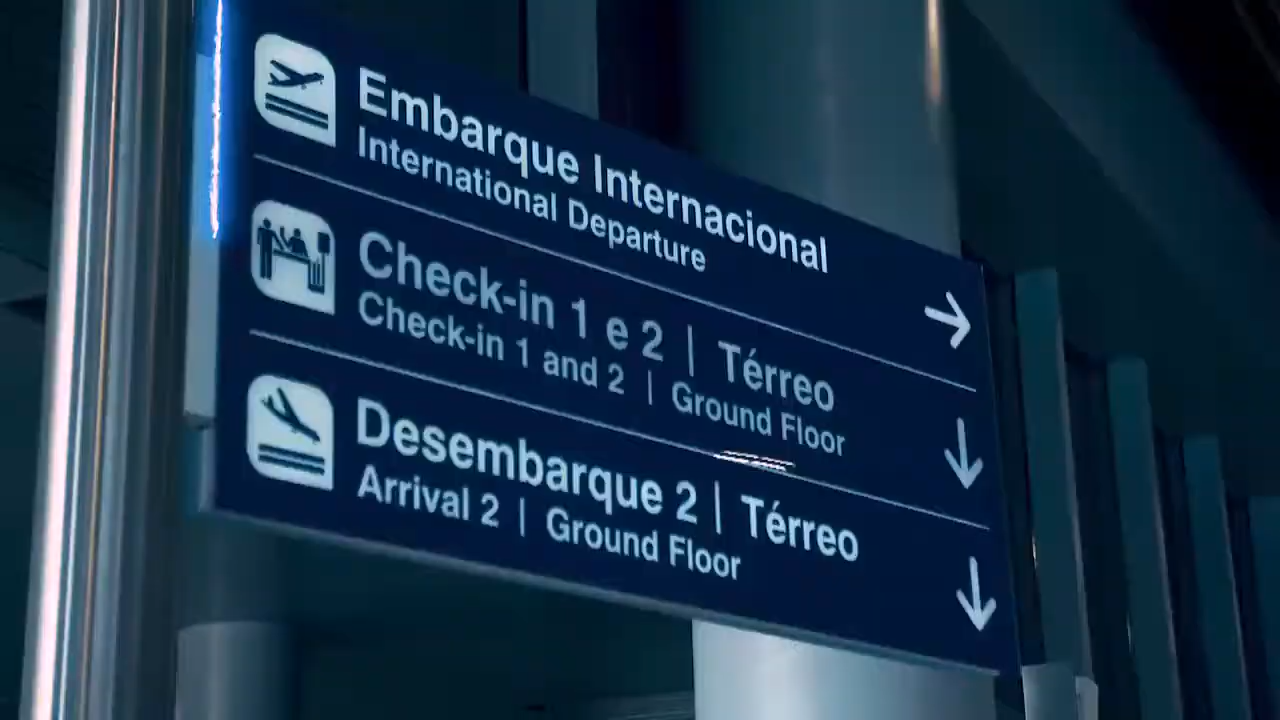 Embarque Internacional
International Departure
Check-in 1 e 2 | Térreo
Check-in 1 and 2 | Ground Floor
Desembarque 2 | Térreo
Arrival 2 | Ground Floor